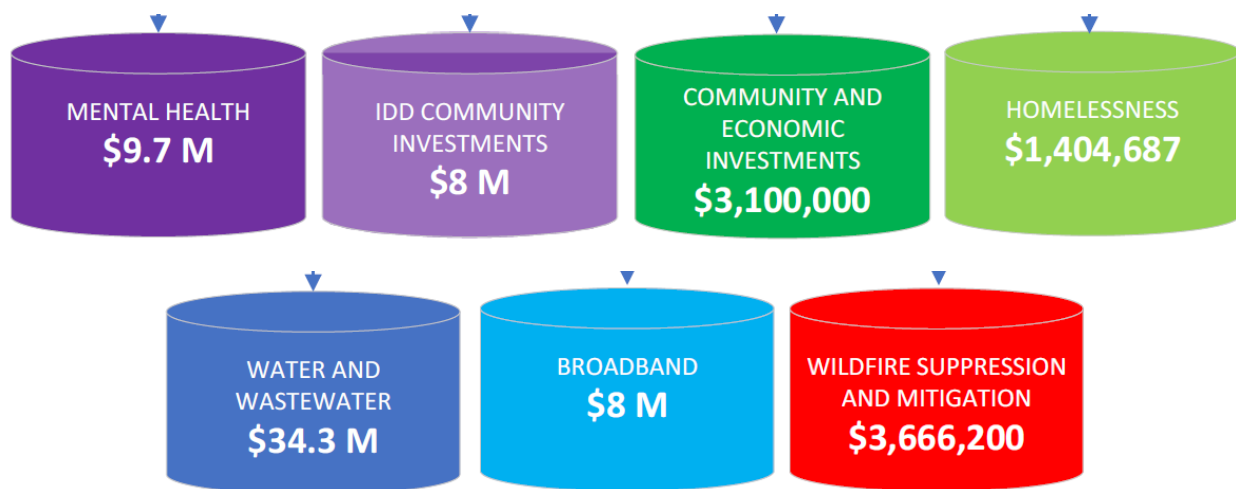 MENTAL HEALTH
$9.7 M
IDD COMMUNITY
INVESTMENTS
$8 M
COMMUNITY AND
ECONOMIC
INVESTMENTS
$3,100,000
HOMELESSNESS
$1,404,687
WATER AND
WASTEWATER
$34.3 M
BROADBAND
$8 M
WILDFIRE SUPPRESSION
AND MITIGATION
$3,666,200